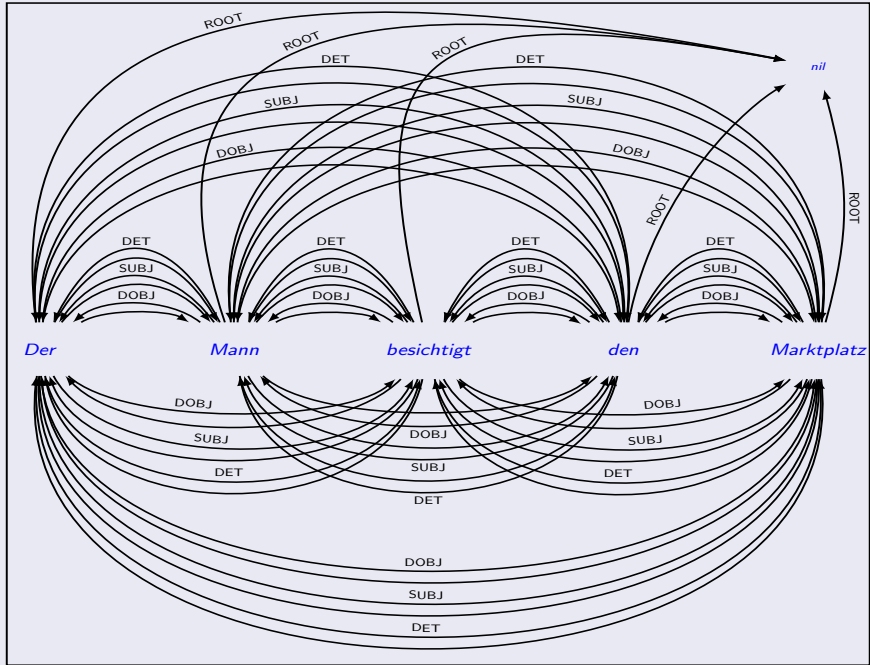 ROOT
ROOT
ROOT
DET
DET
nil
SUBJ
SUBJ
DOBJ
DOBJ
ROOT
ROOT
DET
DET
DET
DET
SUBJ
SUBJ
SUBJ
SUBJ
DOBJ
DOBJ
DOBJ
DOBJ
Der Mann besichtigt den Marktplatz
DOBJ
DOBJ
DOBJ
SUBJ
SUBJ
SUBJ
DET
DET
DET
DOBJ
SUBJ
DET